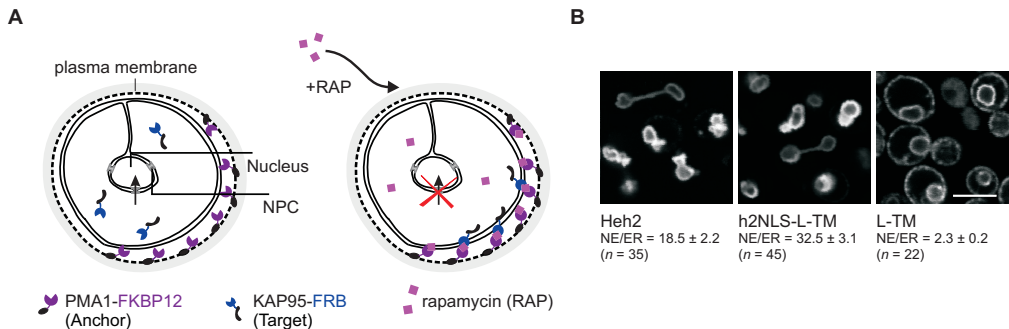 A
plasma membrane
+RAP
Nucleus
NPC
PMA1-FKBP12
(Anchor)
KAP95-FRB
(Target)
rapamycin (RAP)
B
Heh2
NE/ER = 18.5 ± 2.2
(n = 35)
h2NLS-L-TM
NE/ER = 32.5 ± 3.1
(n = 45)
L-TM
NE/ER = 2.3 ± 0.2
(n = 22)